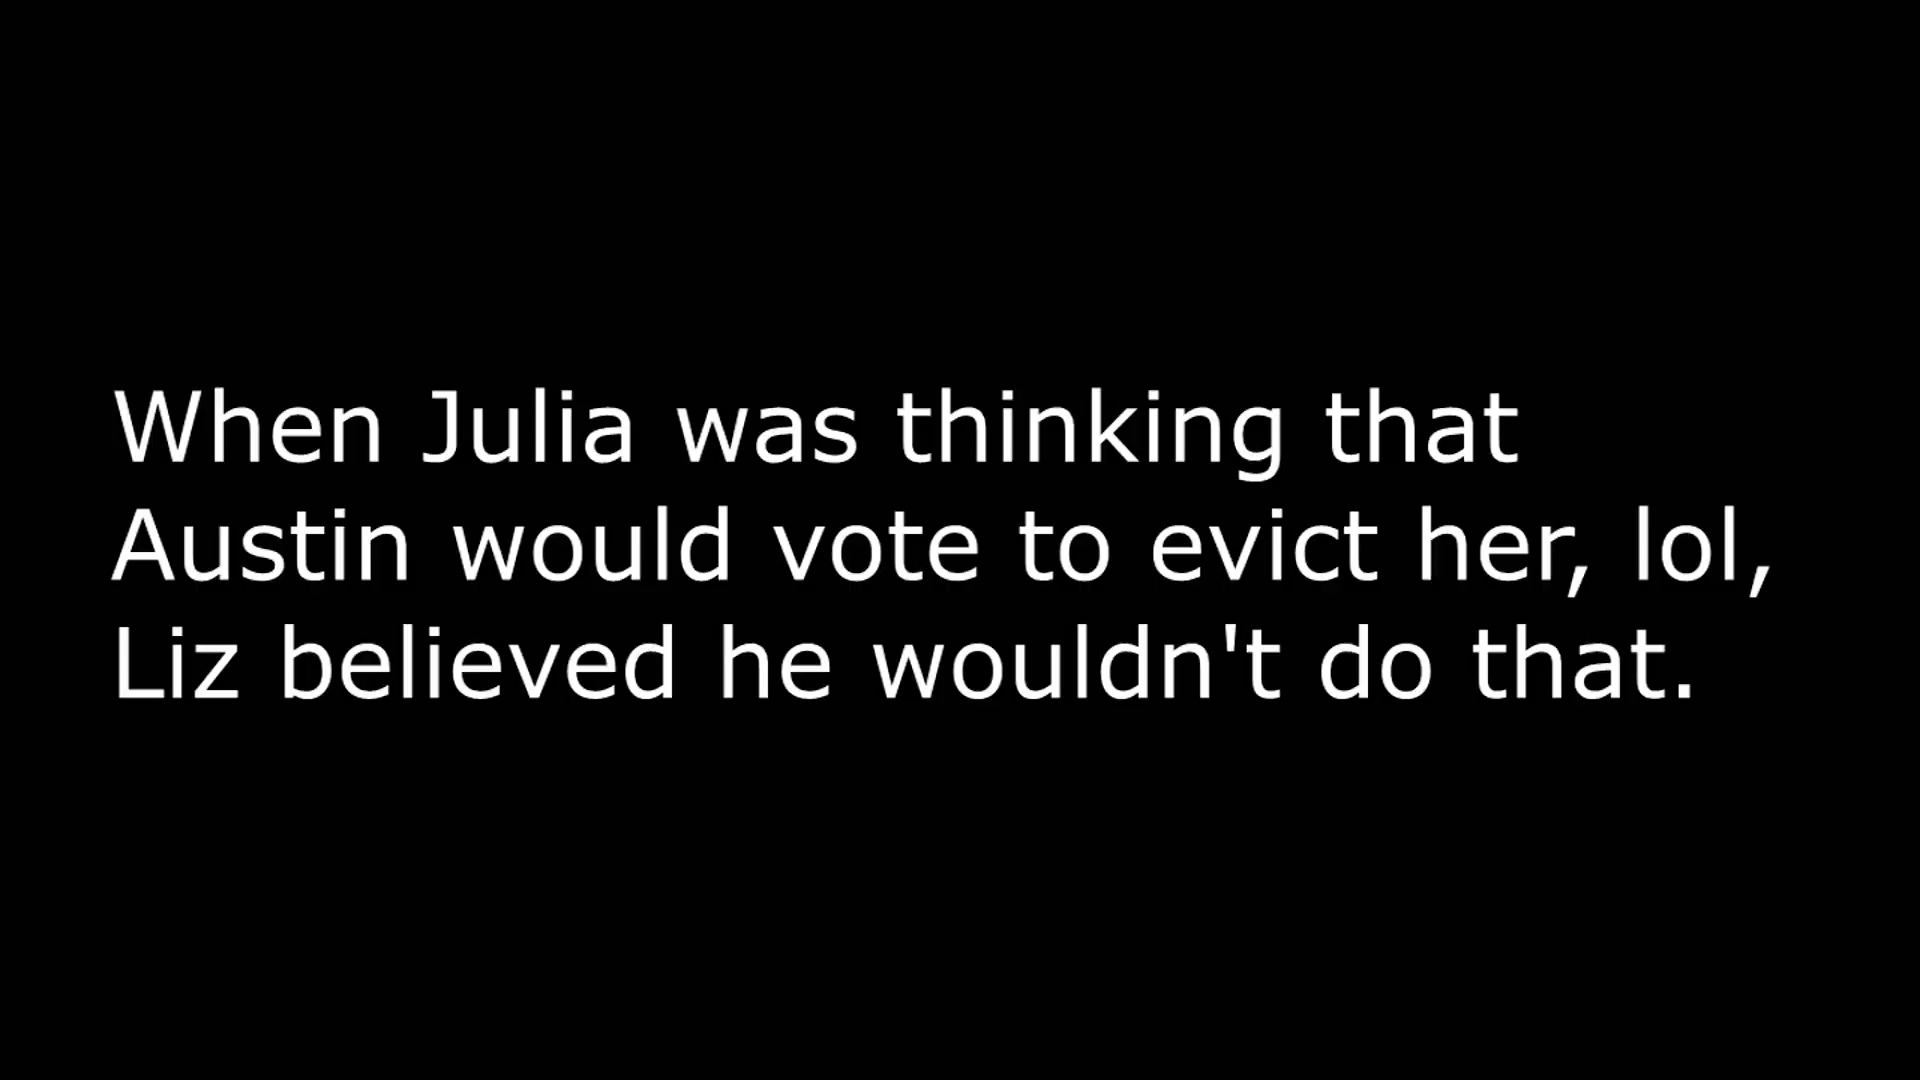 When Julia was thinking that
Austin would vote to evict her, lol,
Liz believed he wouldn't do that.